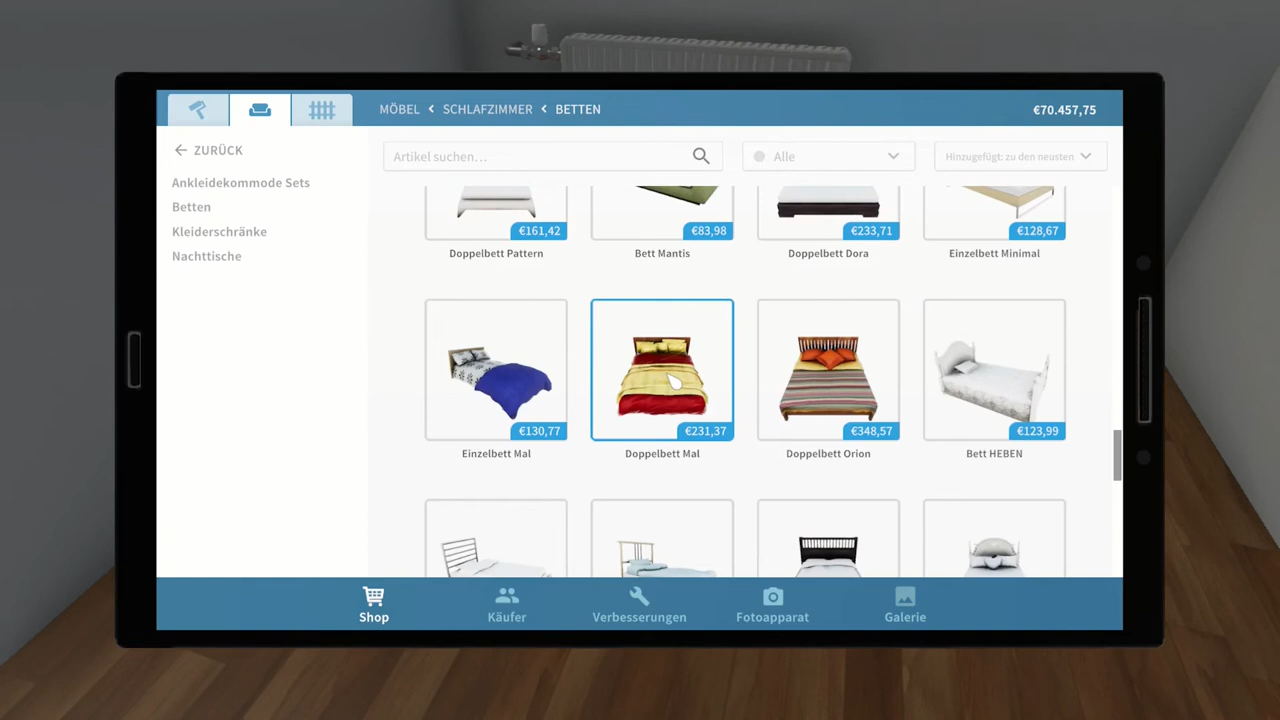 MÖBEL < SCHLAFZIMMER < BETTEN
€70.457,75
ZURÜCK
Ankleidekommode Sets
Betten
Kleiderschränke
Nachttische
Artikel suchen...
Alle
Hinzugefügt: zu den neusten
€161,42
€83,98
€233,71
€128,67
Doppelbett Pattern
Bett Mantis
Doppelbett Dora
Einzelbett Minimal
€130,77
€231,37
€348,57
€123,99
Einzelbett Mal
Doppelbett Mal
Doppelbett Orion
Bett HEBEN
Shop
Käufer
Verbesserungen
Fotoapparat
Galerie